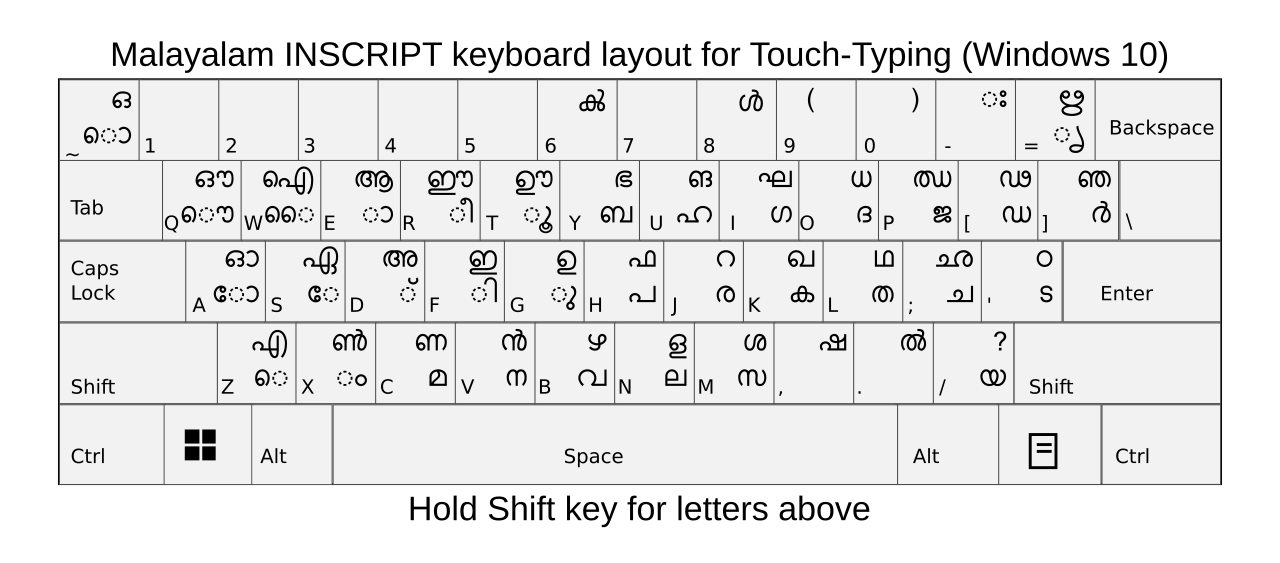 Malayalam INSCRIPT keyboard layout for Touch-Typing (Windows 10)
ഒ ൿ ൾ ( ) ഃ ഋ
~ ൊ 1 2 3 4 5 6 7 8 9 0 - = ൃ Backspace
ഔ ഐ ആ ഈ ഊ ഭ ങ ഘ ധ ഝ ഢ ഞ
Tab Q ൌ W ൈ E ാ R ീ T ൂ Y ബ U ഹ I ഗ O ദ P ജ [ ഡ ] ർ \
Caps ഓ ഏ അ ഇ ഉ ഫ റ ഖ ഥ ഛ ഠ
Lock A ോ S േ D ് F ി G ു H പ J ര K ക L ത ; ച ' ട Enter
എ ൺ ണ ൻ ഴ ള ശ ഷ ൽ ?
Shift Z െ X ം C മ V ന B വ N ല M സ , . / യ Shift
Ctrl Alt Space Alt Ctrl
Hold Shift key for letters above